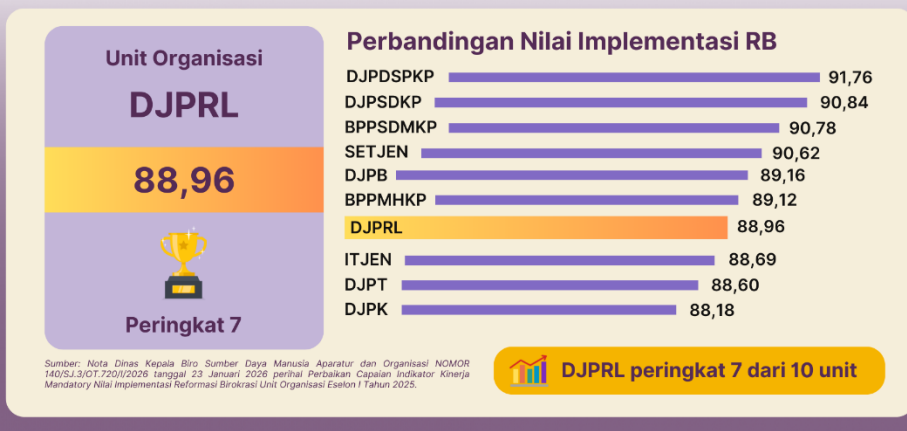 Unit Organisasi
DJPRL
88,96
Peringkat 7
Perbandingan Nilai Implementasi RB
DJPDSPKP 91,76
DJPSDKP 90,84
BPPSDMKP 90,78
SETJEN 90,62
DJPB 89,16
BPPMHKP 89,12
DJPRL 88,96
ITJEN 88,69
DJPT 88,60
DJPK 88,18
Sumber: Nota Dinas Kepala Biro Sumber Daya Manusia Aparatur dan Organisasi NOMOR
140/SJ.3/OT.720/I/2026 tanggal 23 Januari 2026 perihal Perbaikan Capaian Indikator Kinerja
Mandatory Nilai Implementasi Reformasi Birokrasi Unit Organisasi Eselon I Tahun 2025.
DJPRL peringkat 7 dari 10 unit